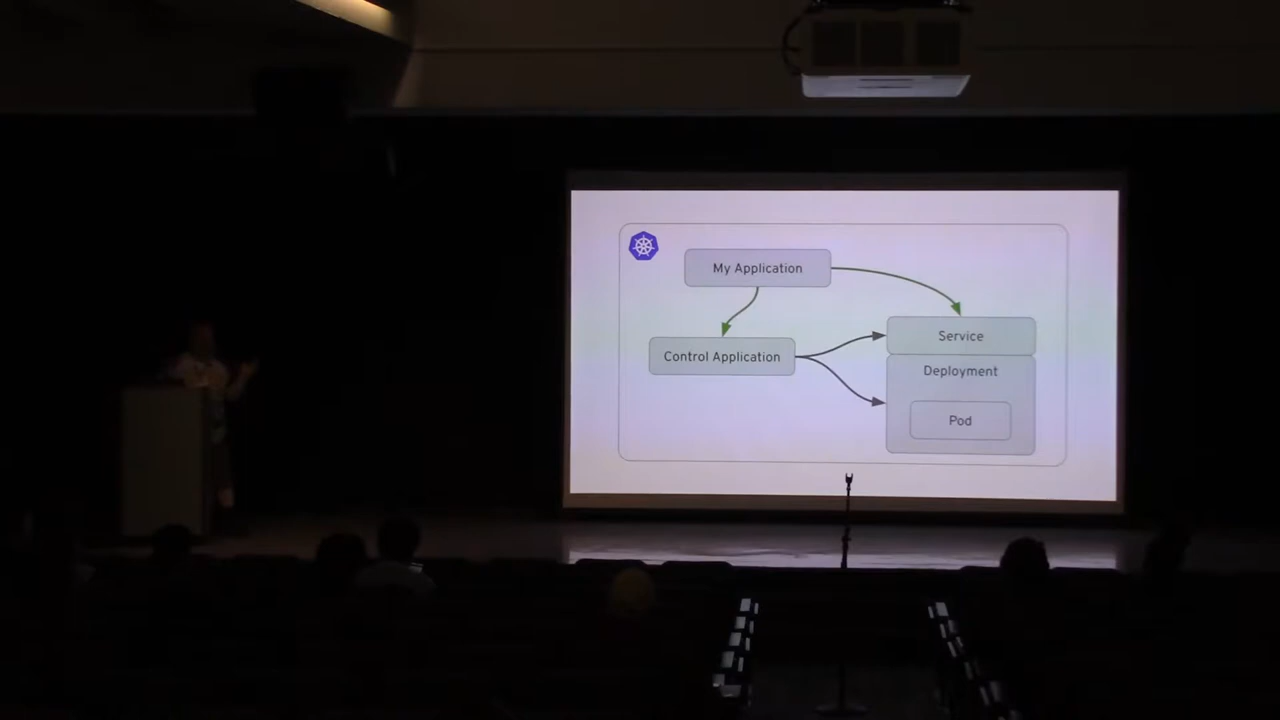 My Application
Control Application
Service
Deployment
Pod